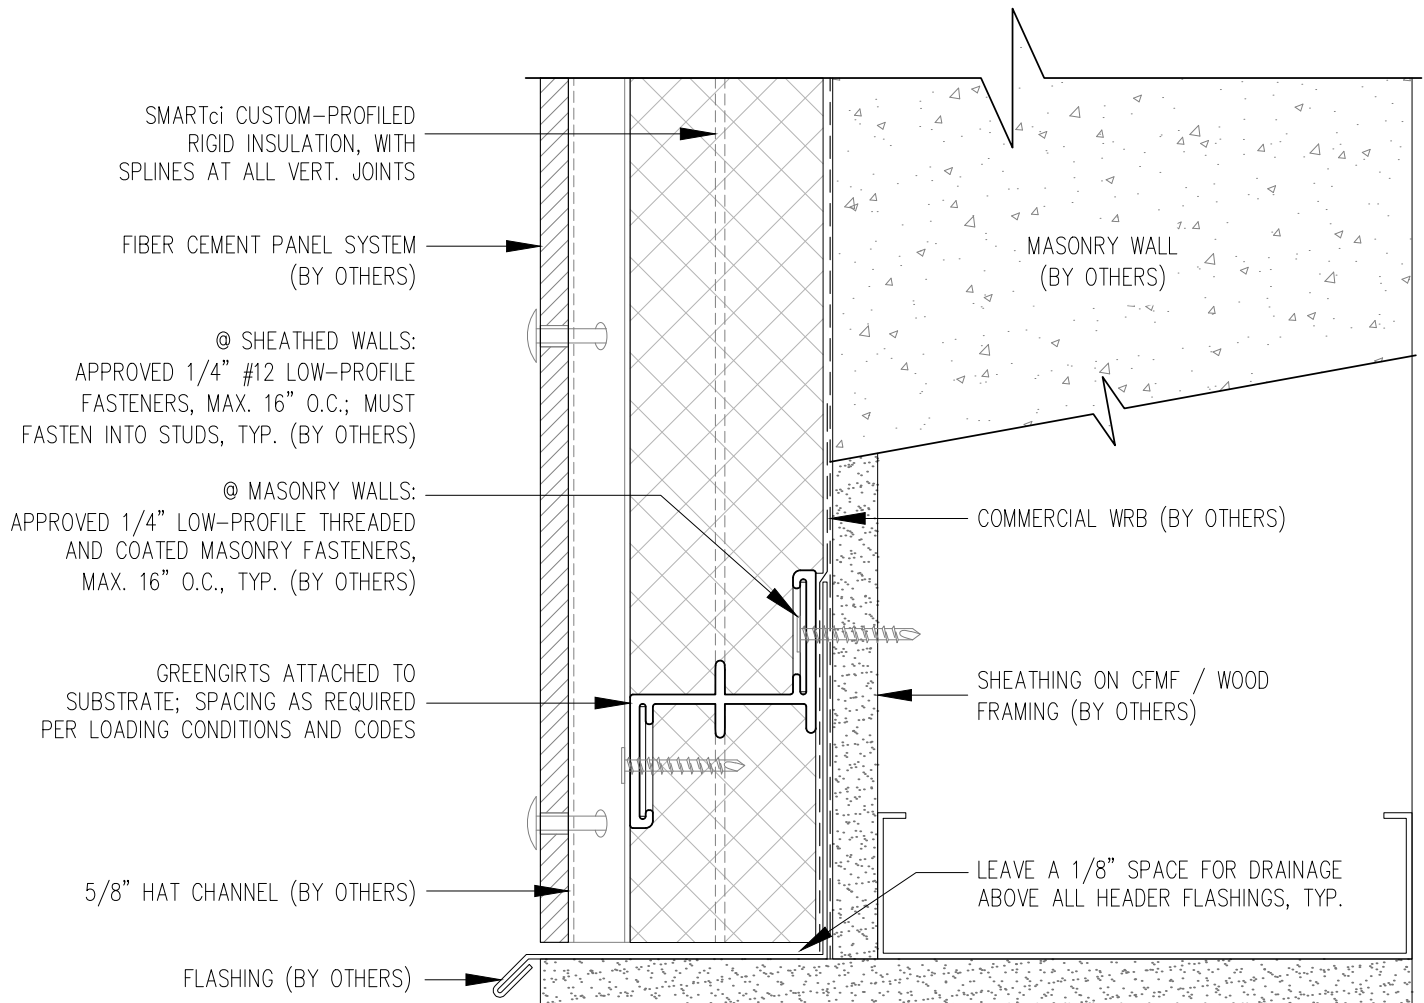 SMARTci CUSTOM-PROFILED
RIGID INSULATION, WITH
SPLINES AT ALL VERT. JOINTS
FIBER CEMENT PANEL SYSTEM
(BY OTHERS)
@ SHEATHED WALLS:
APPROVED 1/4" #12 LOW-PROFILE
FASTENERS, MAX. 16" O.C.; MUST
FASTEN INTO STUDS, TYP. (BY OTHERS)
@ MASONRY WALLS:
APPROVED 1/4" LOW-PROFILE THREADED
AND COATED MASONRY FASTENERS,
MAX. 16" O.C., TYP. (BY OTHERS)
GREENGIRTS ATTACHED TO
SUBSTRATE; SPACING AS REQUIRED
PER LOADING CONDITIONS AND CODES
5/8" HAT CHANNEL (BY OTHERS)
FLASHING (BY OTHERS)
MASONRY WALL
(BY OTHERS)
COMMERCIAL WRB (BY OTHERS)
SHEATHING ON CFMF / WOOD
FRAMING (BY OTHERS)
LEAVE A 1/8" SPACE FOR DRAINAGE
ABOVE ALL HEADER FLASHINGS, TYP.